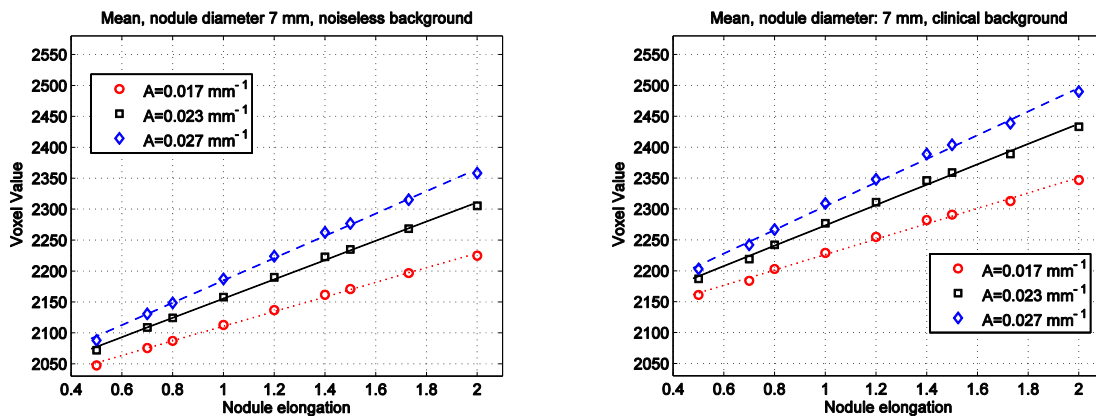 Mean, nodule diameter 7 mm, noiseless background
2550
2500
2450
2400
2350
2300
2250
2200
2150
2100
2050
Voxel Value
A=0.017 mm⁻¹
A=0.023 mm⁻¹
A=0.027 mm⁻¹
0.4 0.6 0.8 1 1.2 1.4 1.6 1.8 2
Nodule elongation
Mean, nodule diameter: 7 mm, clinical background
2550
2500
2450
2400
2350
2300
2250
2200
2150
2100
2050
Voxel Value
A=0.017 mm⁻¹
A=0.023 mm⁻¹
A=0.027 mm⁻¹
0.4 0.6 0.8 1 1.2 1.4 1.6 1.8 2
Nodule elongation